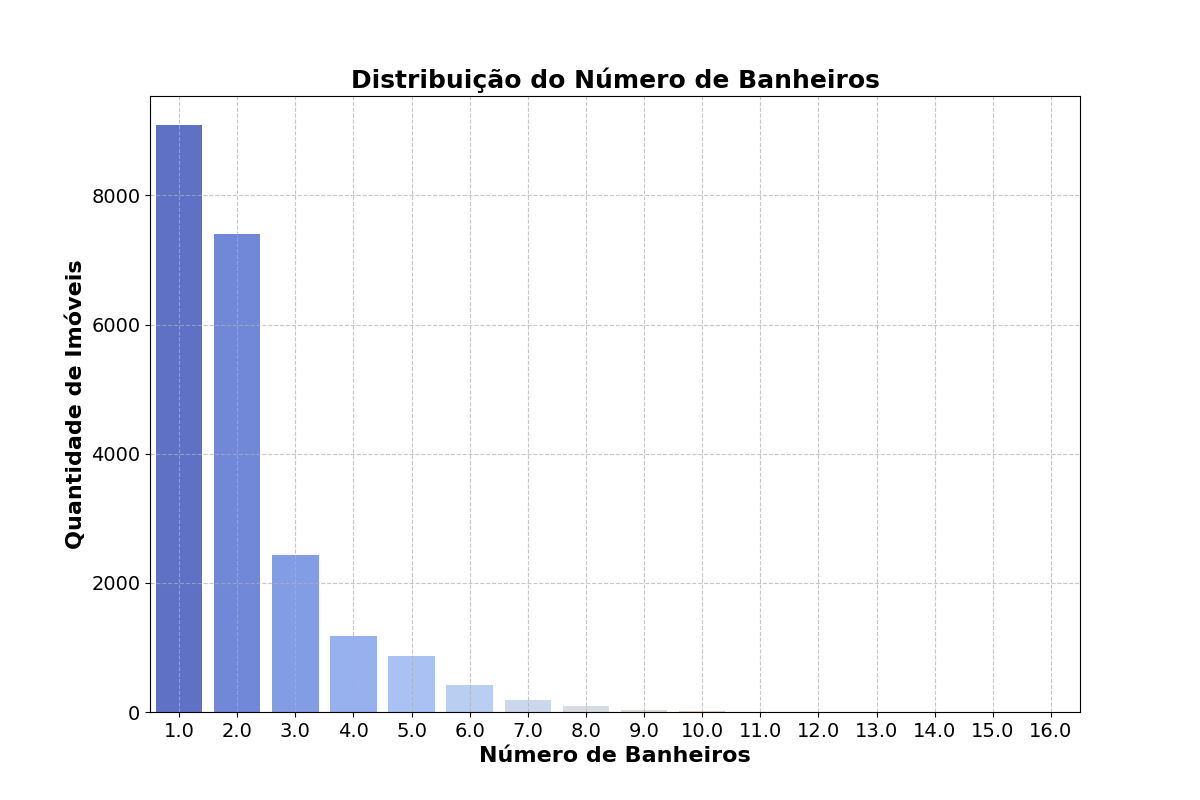 Distribuição do Número de Banheiros
Quantidade de Imóveis
8000
6000
4000
2000
0
1.0 2.0 3.0 4.0 5.0 6.0 7.0 8.0 9.0 10.0 11.0 12.0 13.0 14.0 15.0 16.0
Número de Banheiros